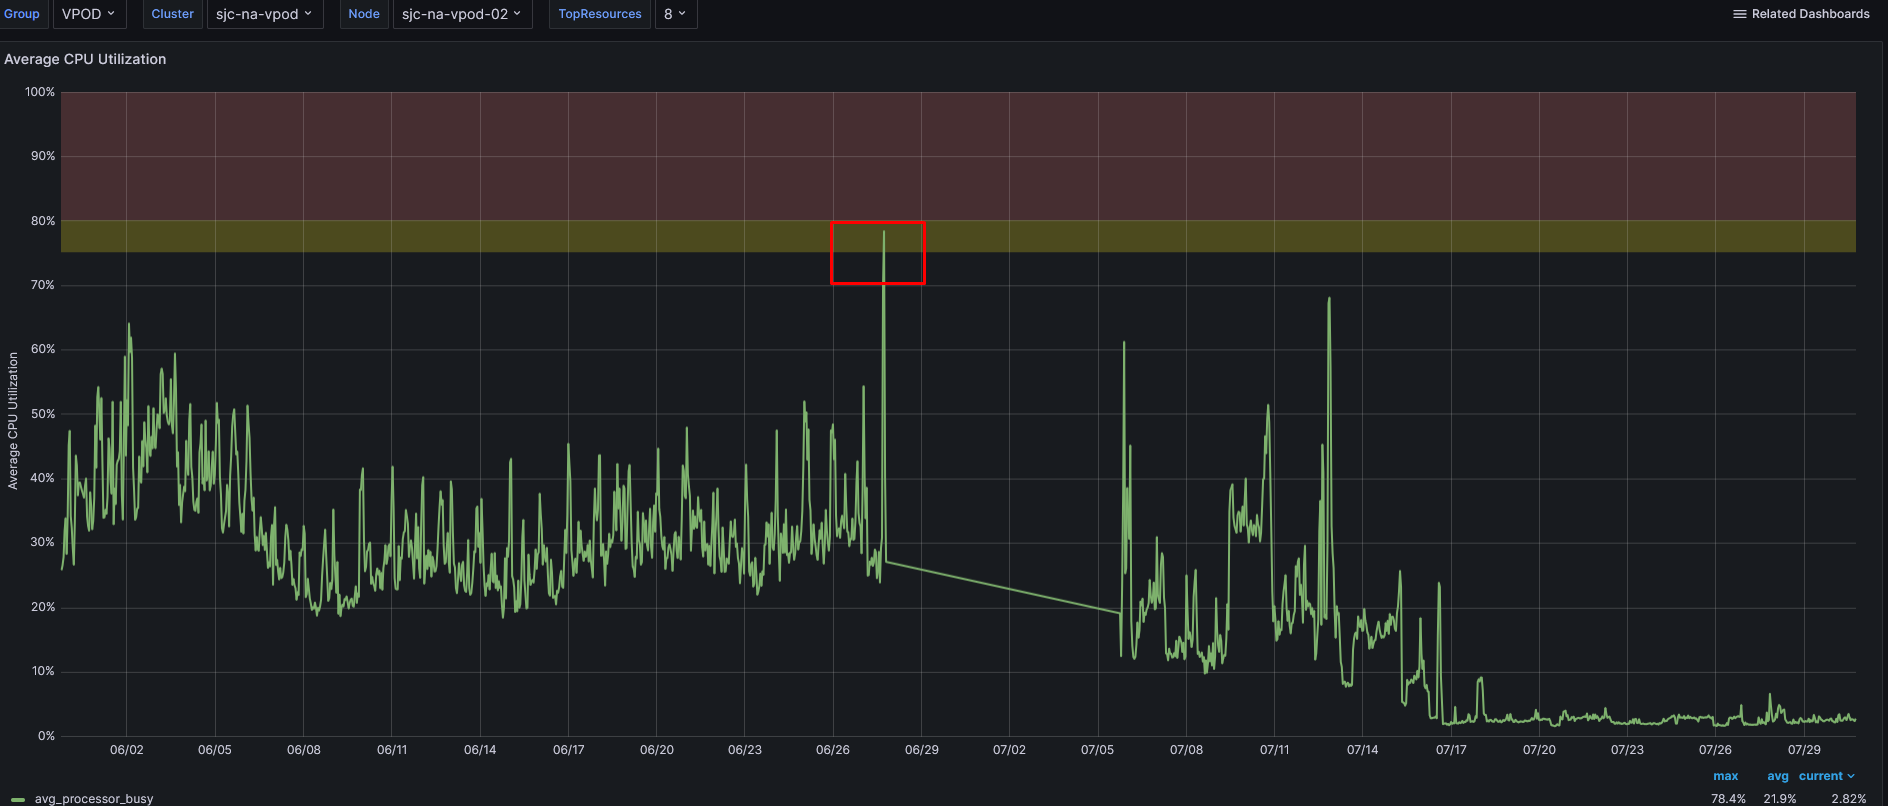 Group VPOD Cluster sjc-na-vpod Node sjc-na-vpod-02 TopResources 8 Related Dashboards
Average CPU Utilization
100%
90%
80%
70%
60%
50%
40%
30%
20%
10%
0%
Average CPU Utilization
06/02 06/05 06/08 06/11 06/14 06/17 06/20 06/23 06/26 06/29 07/02 07/05 07/08 07/11 07/14 07/17 07/20 07/23 07/26 07/29
max avg current
avg_processor_busy 78.4% 21.9% 2.82%